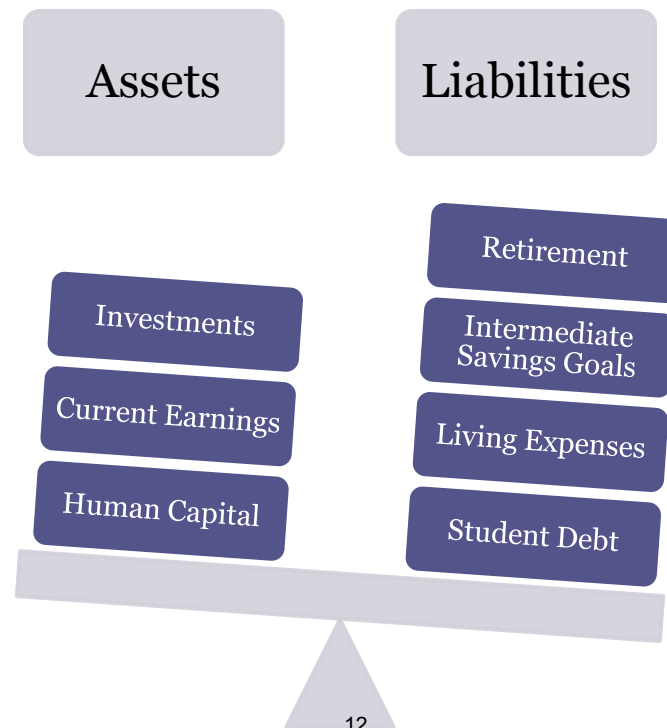 Assets
Liabilities
Investments
Current Earnings
Human Capital
Retirement
Intermediate
Savings Goals
Living Expenses
Student Debt
12